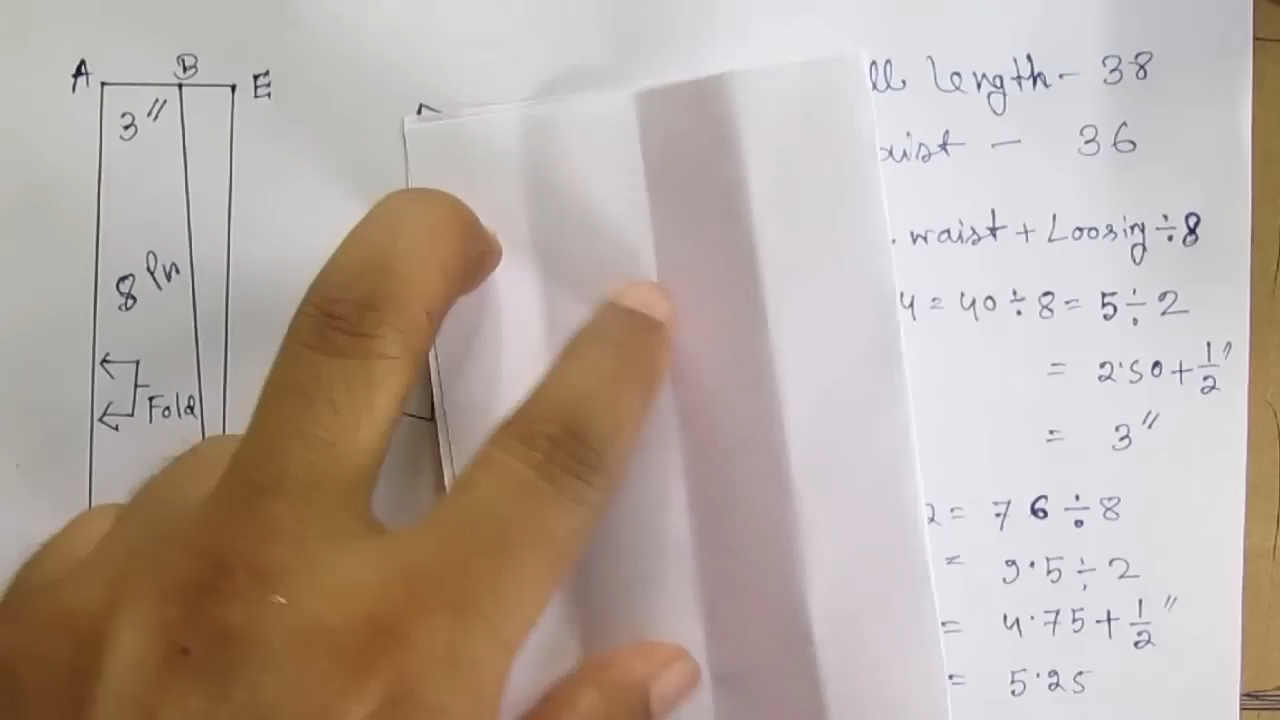 A B E
3"
8 Pn
Fold
ll length - 38
aist - 36
. waist + Loosing ÷ 8
4 = 40 ÷ 8 = 5 ÷ 2
= 2.50 + 1/2"
= 3"
2 = 76 ÷ 8
= 9.5 ÷ 2
= 4.75 + 1/2"
= 5.25